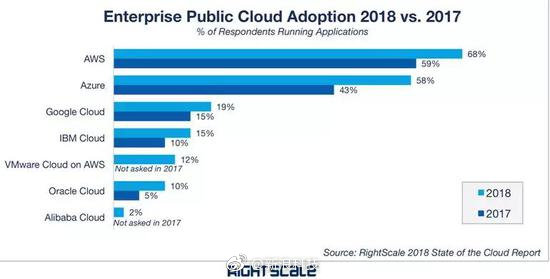 Enterprise Public Cloud Adoption 2018 vs. 2017
% of Respondents Running Applications
AWS
68%
59%
Azure
58%
43%
Google Cloud
19%
15%
IBM Cloud
15%
10%
VMware Cloud on AWS
12%
Not asked in 2017
Oracle Cloud
10%
5%
Alibaba Cloud
2%
Not asked in 2017
2018
2017
Source: RightScale 2018 State of the Cloud Report
RIGHTSCALE